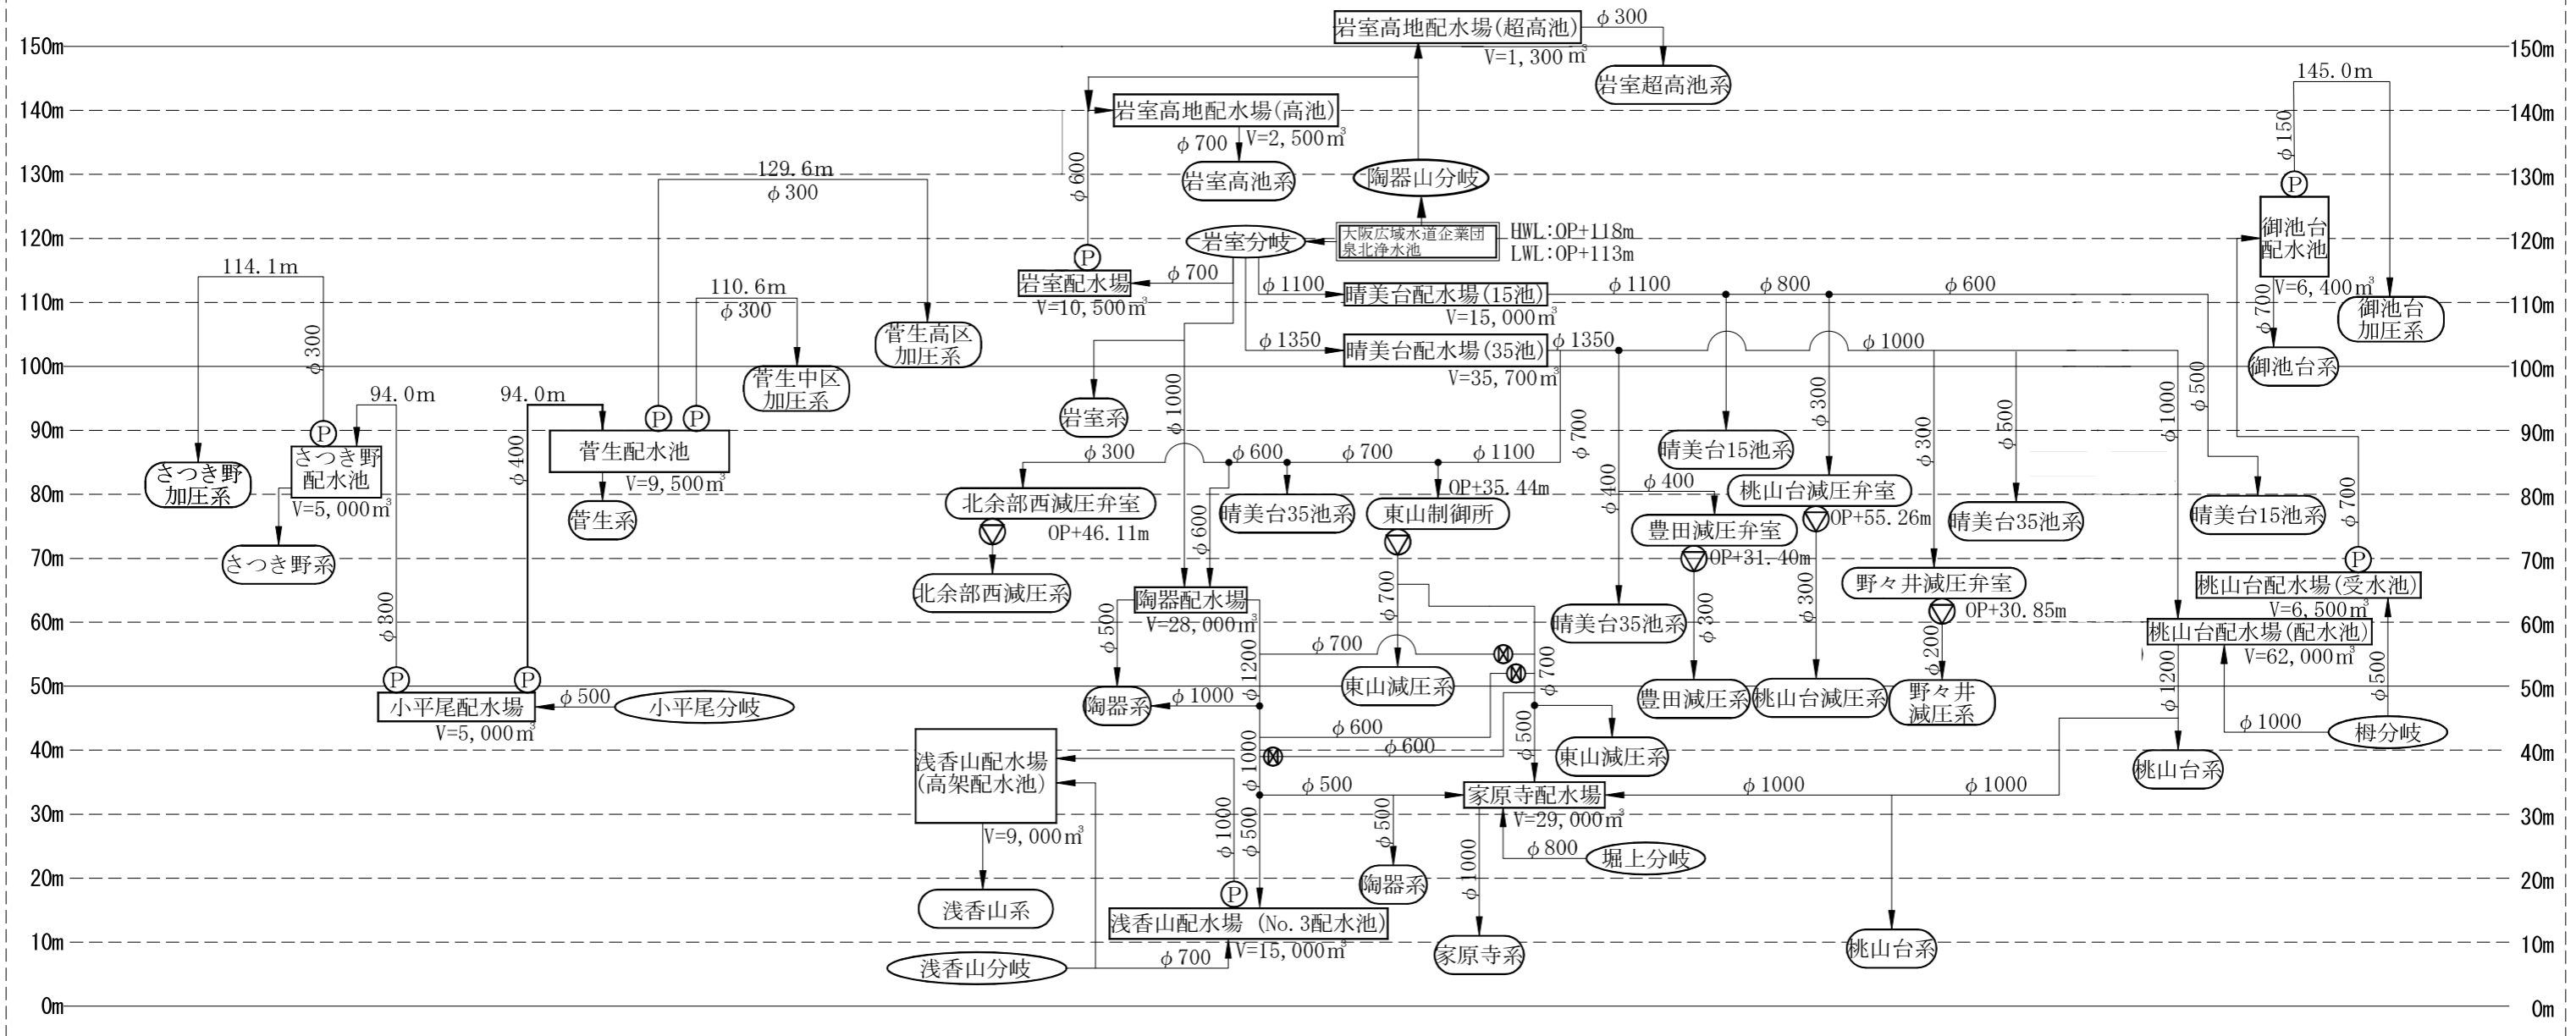 岩室高地配水場(超高池)
φ300
150m
150m
V=1,300㎥
岩室超高池系
145.0m
140m
岩室高地配水場(高池)
140m
V=2,500㎥
φ700
φ150
129.6m
φ600
130m
岩室高池系
陶器山分岐
130m
φ300
御池台
配水池
大阪広域水道企業団
泉北浄水池
HWL:OP+118m
LWL:OP+113m
120m
岩室分岐
120m
114.1m
φ700
岩室配水場
V=10,500㎥
110.6m
φ300
φ1100
晴美台配水場(15池)
φ1100
φ800
φ600
V=6,400㎥
φ700
110m
V=15,000㎥
110m
御池台
加圧系
φ300
菅生高区
加圧系
φ1350
晴美台配水場(35池)
φ1350
φ1000
100m
V=35,700㎥
御池台系
100m
菅生中区
加圧系
94.0m
94.0m
φ1000
φ300
φ1000
φ500
岩室系
φ700
φ300
φ500
90m
90m
さつき野
配水池
菅生配水池
φ400
φ300
φ600
φ700
φ1100
晴美台15池系
さつき野
加圧系
V=9,500㎥
北余部西減圧弁室
OP+35.44m
φ400
φ400
桃山台減圧弁室
φ700
80m
80m
V=5,000㎥
菅生系
OP+46.11m
φ600
晴美台35池系
東山制御所
豊田減圧弁室
OP+55.26m
晴美台35池系
晴美台15池系
70m
さつき野系
OP+31.40m
70m
北余部西減圧系
陶器配水場
φ700
φ300
野々井減圧弁室
桃山台配水場(受水池)
φ300
V=28,000㎥
晴美台35池系
φ300
OP+30.85m
V=6,500㎥
60m
60m
φ500
桃山台配水場(配水池)
φ700
φ1200
φ700
φ200
V=62,000㎥
50m
東山減圧系
豊田減圧系
桃山台減圧系
野々井
減圧系
φ1200
φ500
50m
小平尾配水場
φ500
小平尾分岐
陶器系
φ1000
V=5,000㎥
φ600
φ500
φ1000
栂分岐
浅香山配水場
(高架配水池)
φ1000
φ600
東山減圧系
40m
40m
桃山台系
φ500
家原寺配水場
φ1000
φ1000
φ1000
φ500
φ500
V=29,000㎥
30m
30m
V=9,000㎥
φ800
堀上分岐
φ1000
20m
陶器系
20m
浅香山系
浅香山配水場 (No.3配水池)
V=15,000㎥
10m
10m
浅香山分岐
φ700
家原寺系
桃山台系
0m
0m
P
P
P
P
P
P
P
P
P